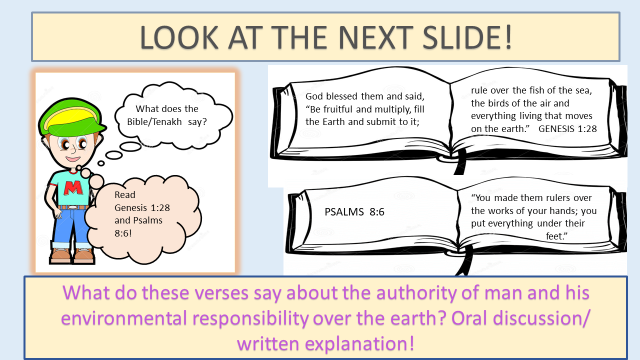 LOOK AT THE NEXT SLIDE!
What does the
Bible/Tenakh say?
M
Read
Genesis 1:28
and Psalms
8:6!
God blessed them and said,
“Be fruitful and multiply, fill
the Earth and submit to it;
rule over the fish of the sea,
the birds of the air and
everything living that moves
on the earth.” GENESIS 1:28
PSALMS 8:6
“You made them rulers over
the works of your hands; you
put everything under their
feet.”
What do these verses say about the authority of man and his
environmental responsibility over the earth? Oral discussion/
written explanation!